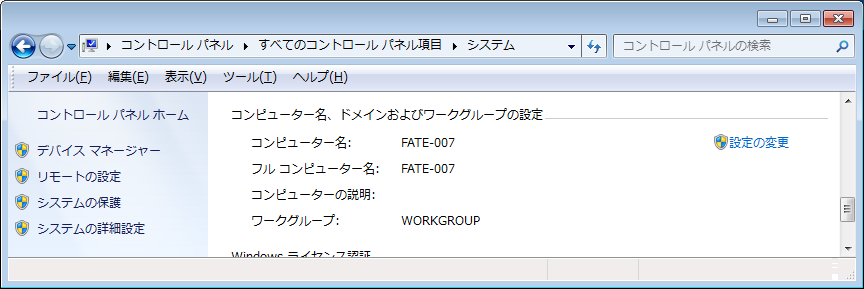 コントロール パネル ▸ すべてのコントロール パネル項目 ▸ システム
コントロール パネルの検索
ファイル(F) 編集(E) 表示(V) ツール(T) ヘルプ(H)
コントロール パネル ホーム
デバイス マネージャー
リモートの設定
システムの保護
システムの詳細設定
コンピューター名、ドメインおよびワークグループの設定
コンピューター名: FATE-007
設定の変更
フル コンピューター名: FATE-007
コンピューターの説明:
ワークグループ: WORKGROUP
Windows ライセンス認証